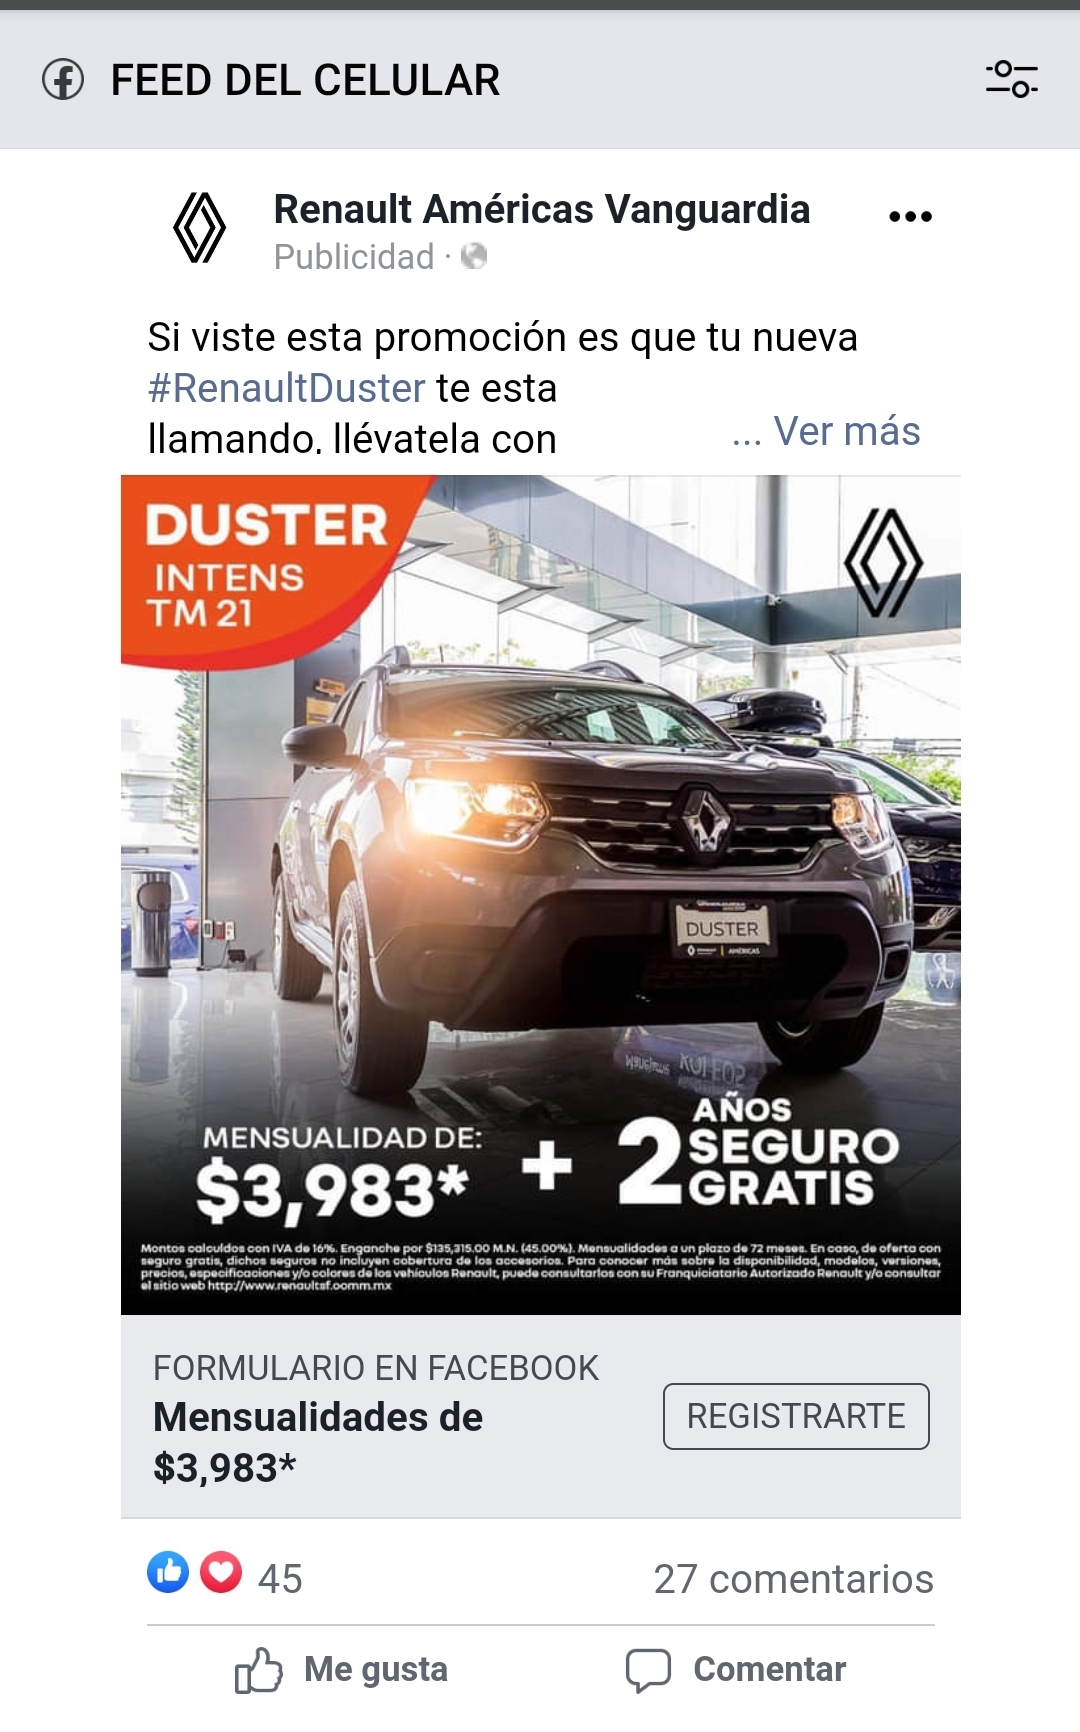 FEED DEL CELULAR
Renault Américas Vanguardia
Publicidad ·
Si viste esta promoción es que tu nueva
#RenaultDuster te esta
llamando, llévatela con
... Ver más
DUSTER
INTENS
TM 21
DUSTER
AMÉRICAS
KOLEOS
MENSUALIDAD DE:
$3,983*
+
2 AÑOS
SEGURO
GRATIS
Montos calculdos con IVA de 16%. Enganche por $135,315.00 M.N. (45.00%). Mensualidades a un plazo de 72 meses. En caso, de oferta con
seguro gratis, dichos seguros no incluyen cobertura de los accesorios. Para conocer más sobre la disponibilidad, modelos, versiones,
precios, especificaciones y/o colores de los vehículos Renault, puede consultarlos con su Franquiciatario Autorizado Renault y/o consultar
el sitio web http://www.renaultsf.oomm.mx
FORMULARIO EN FACEBOOK
Mensualidades de
$3,983*
REGISTRARTE
45
27 comentarios
Me gusta
Comentar